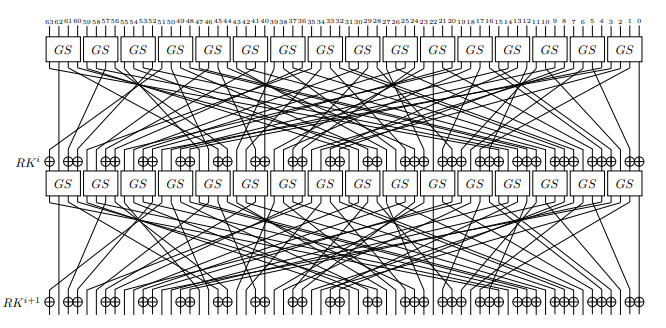 63 62 61 60 59 58 57 56 55 54 53 52 51 50 49 48 47 46 45 44 43 42 41 40 39 38 37 36 35 34 33 32 31 30 29 28 27 26 25 24 23 22 21 20 19 18 17 16 15 14 13 12 11 10 9 8 7 6 5 4 3 2 1 0
GS GS GS GS GS GS GS GS GS GS GS GS GS GS GS GS
RK^i
GS GS GS GS GS GS GS GS GS GS GS GS GS GS GS GS
RK^{i+1}